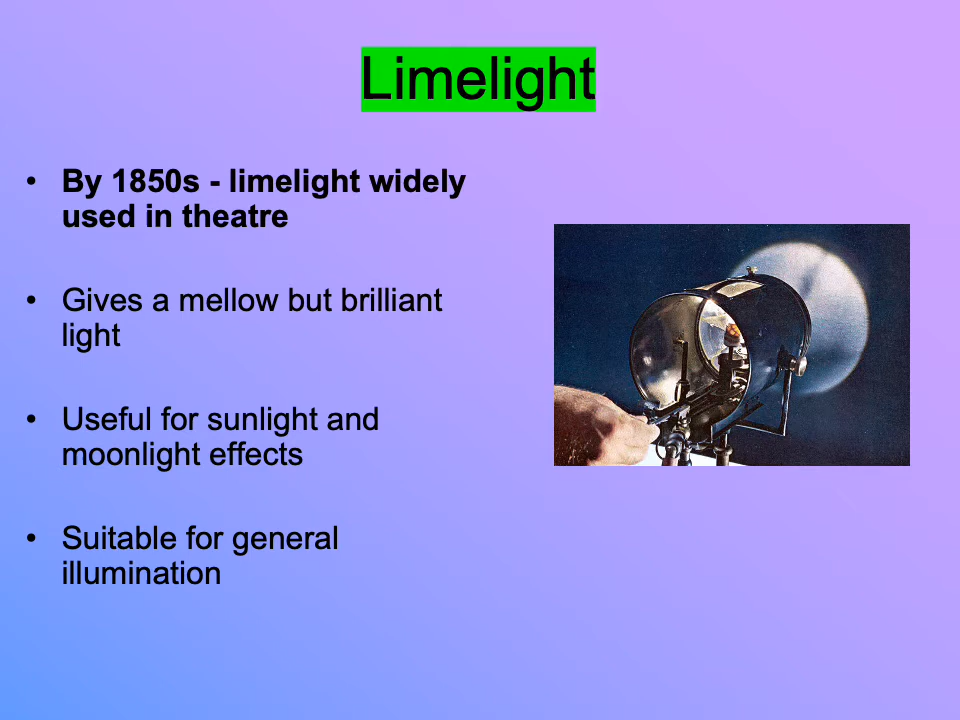 Limelight
• By 1850s - limelight widely
used in theatre
• Gives a mellow but brilliant
light
• Useful for sunlight and
moonlight effects
• Suitable for general
illumination